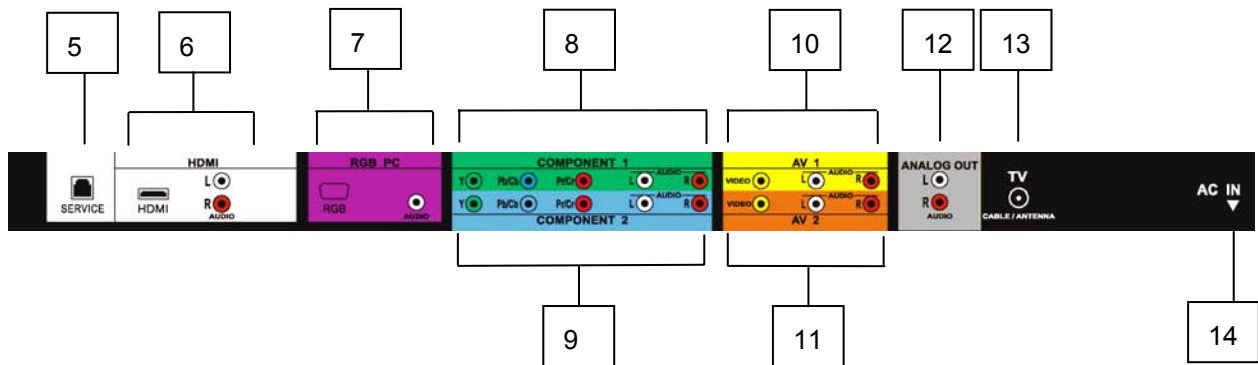 5 6 7 8 10 12 13
HDMI RGB PC COMPONENT 1 AV 1 ANALOG OUT
L Y Pb/Cb Pr/Cr L AUDIO R VIDEO L AUDIO R L TV
SERVICE HDMI R AUDIO RGB AUDIO Y Pb/Cb Pr/Cr L AUDIO R VIDEO L AUDIO R R AUDIO CABLE / ANTENNA AC IN
COMPONENT 2 AV 2
9 11 14